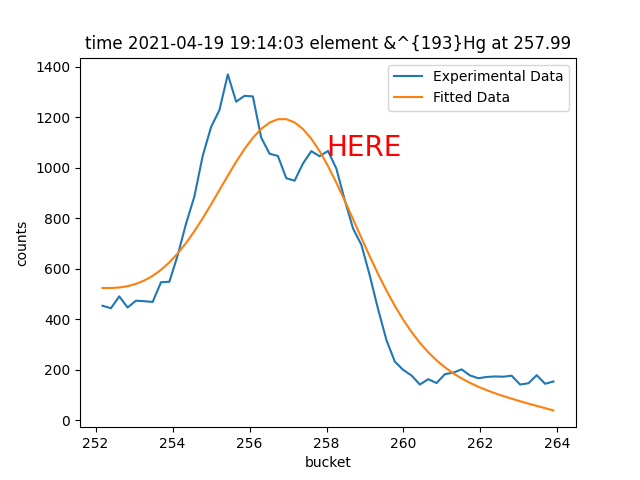 time 2021-04-19 19:14:03 element &^{193}Hg at 257.99
1400
1200
1000
800
600
400
200
0
counts
Experimental Data
Fitted Data
HERE
252
254
256
258
260
262
264
bucket